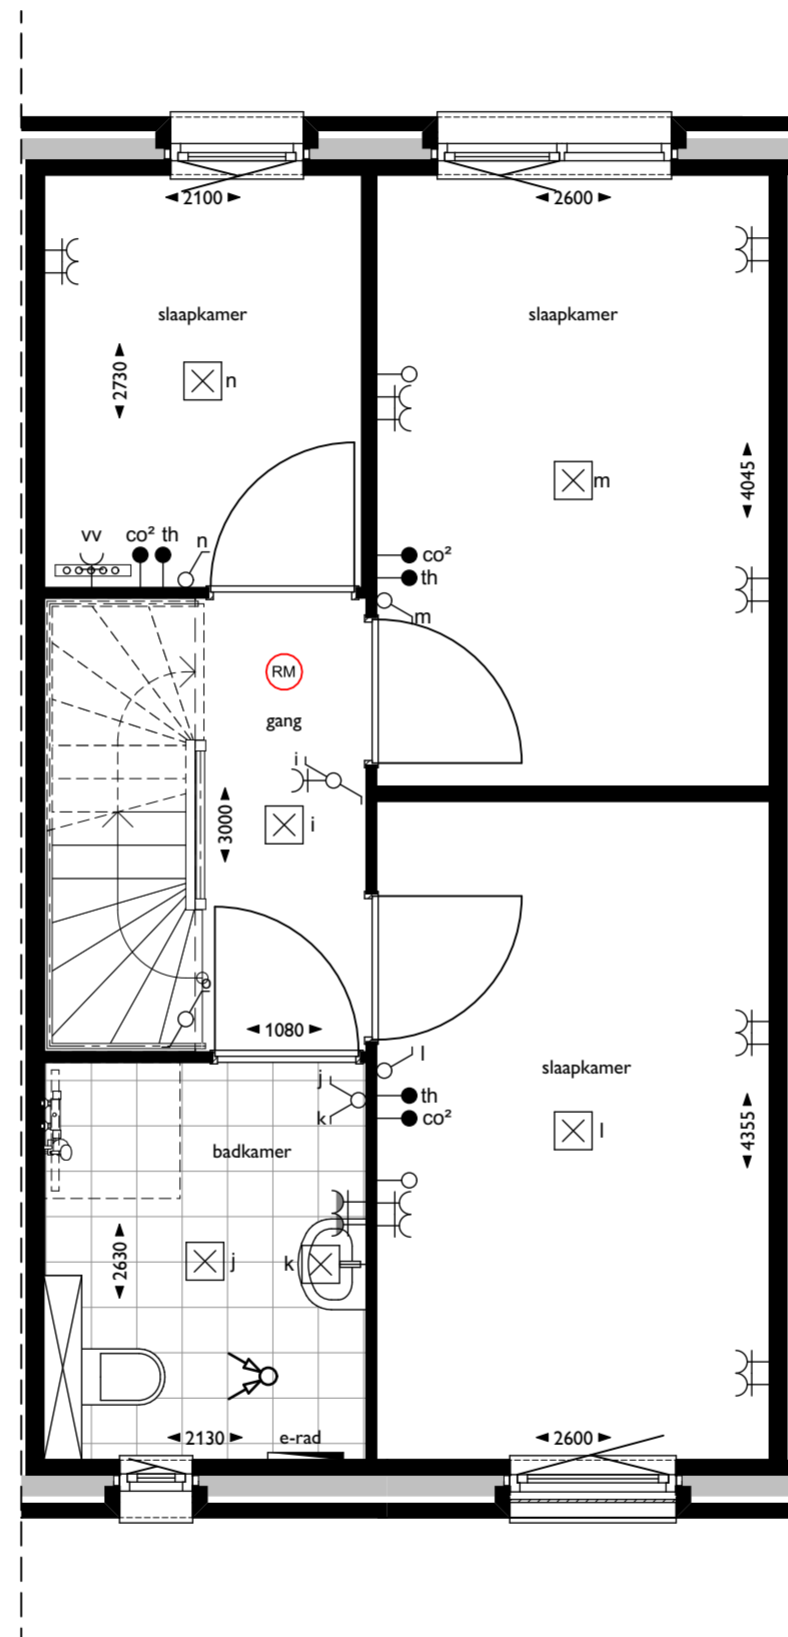 2100
2600
slaapkamer
slaapkamer
2730
n
4045
m
vv
co² th
n
co²
th
m
RM
gang
i
3000
i
1080
l
j
th
k
co²
slaapkamer
badkamer
4355
l
2630
j
k
2130
e-rad
2600